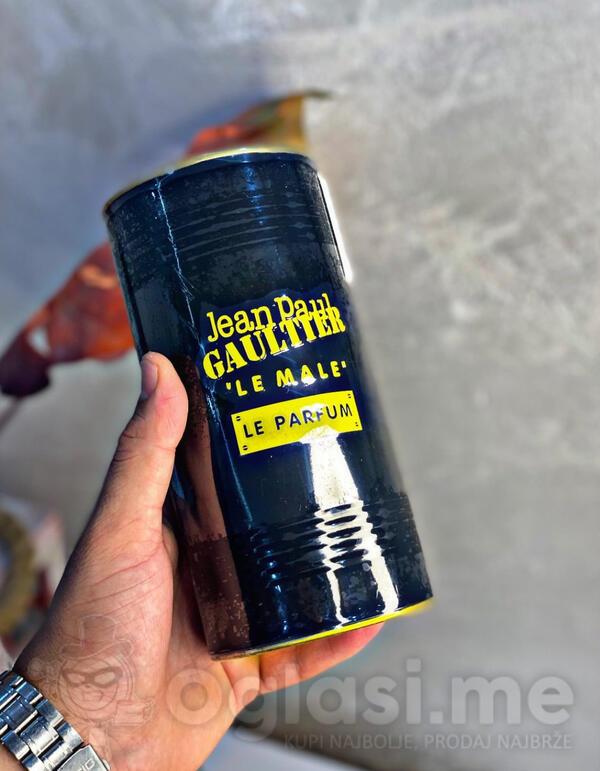 Jean Paul
GAULTIER
"LE MALE"
LE PARFUM
Oglasi.me
KUPI NAJBOLJE, PRODAJ NAJBRŽE